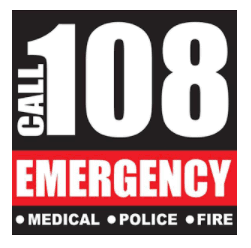 CALL 108
EMERGENCY
• MEDICAL • POLICE • FIRE